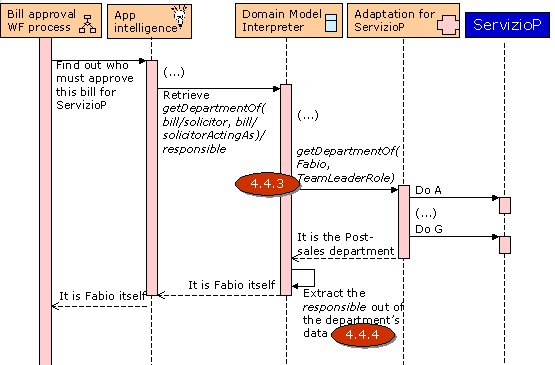 Bill approval
WF process
App
intelligence
Domain Model
Interpreter
Adaptation for
ServizioP
ServizioP
Find out who
must approve
this bill for
ServizioP
(...)
Retrieve
getDepartmentOf(
bill/solicitor, bill/
solicitorActingAs)/
responsible
(...)
getDepartmentOf(
Fabio,
TeamLeaderRole)
4.4.3
Do A
(...)
Do G
It is the Post-
sales department
It is Fabio itself
It is Fabio itself
Extract the
responsible out of
the department's
data
4.4.4